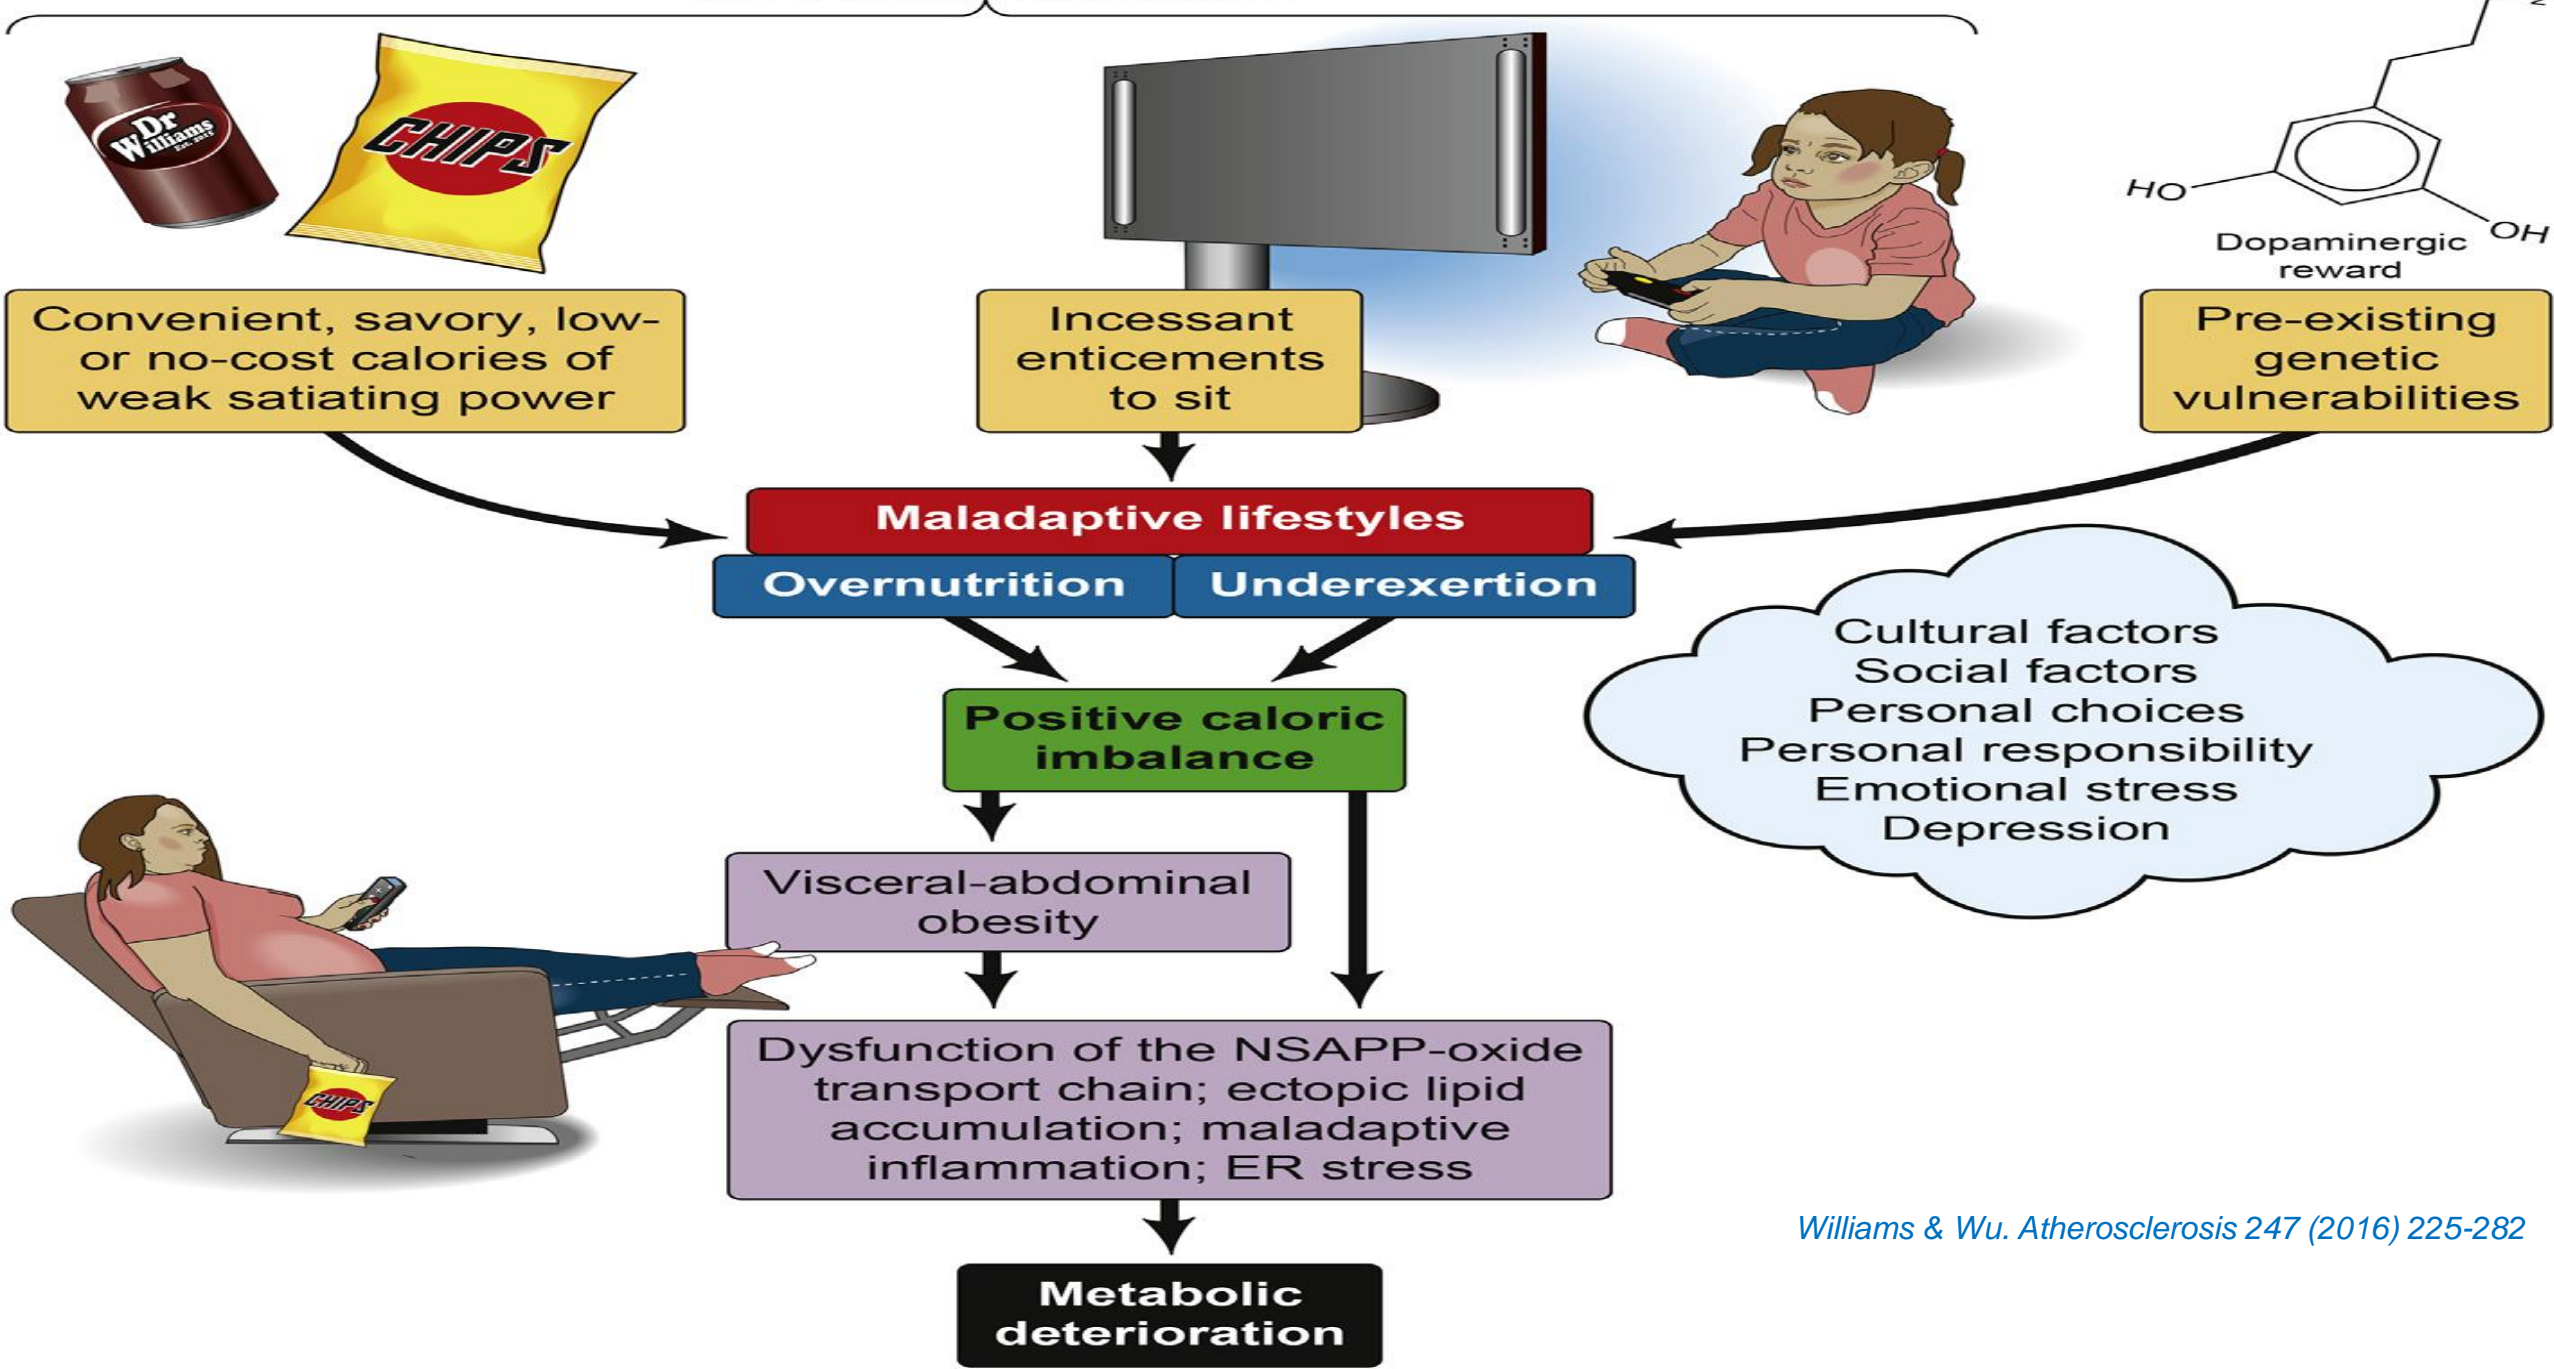 Dr
Williams
CHIPS
HO
OH
2
Dopaminergic
reward
Convenient, savory, low-
or no-cost calories of
weak satiating power
Incessant
enticements
to sit
Pre-existing
genetic
vulnerabilities
Maladaptive lifestyles
Overnutrition
Underexertion
Cultural factors
Social factors
Personal choices
Personal responsibility
Emotional stress
Depression
Positive caloric
imbalance
Visceral-abdominal
obesity
CHIPS
Dysfunction of the NSAPP-oxide
transport chain; ectopic lipid
accumulation; maladaptive
inflammation; ER stress
Williams & Wu. Atherosclerosis 247 (2016) 225-282
Metabolic
deterioration